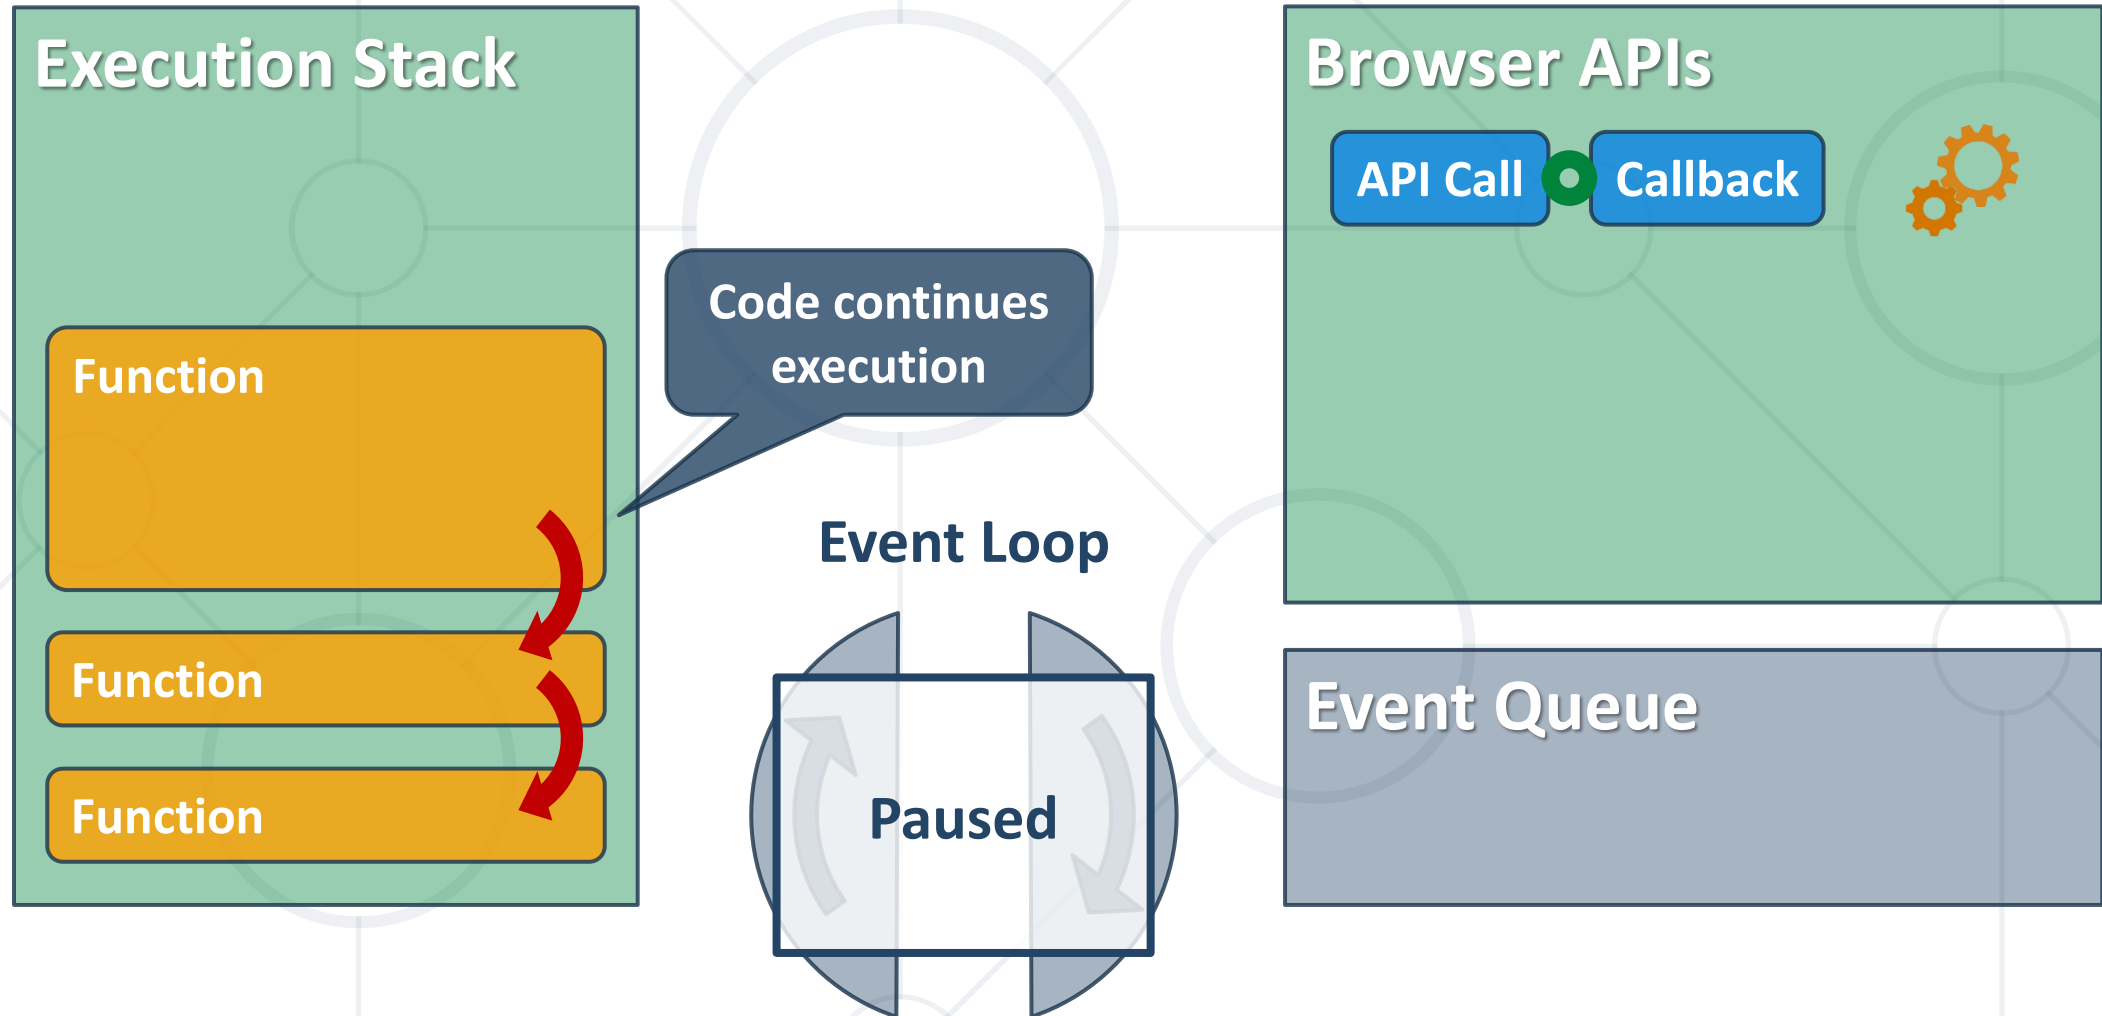 Execution Stack
Function
Function
Function
Code continues
execution
Event Loop
Paused
Browser APIs
API Call
Callback
Event Queue